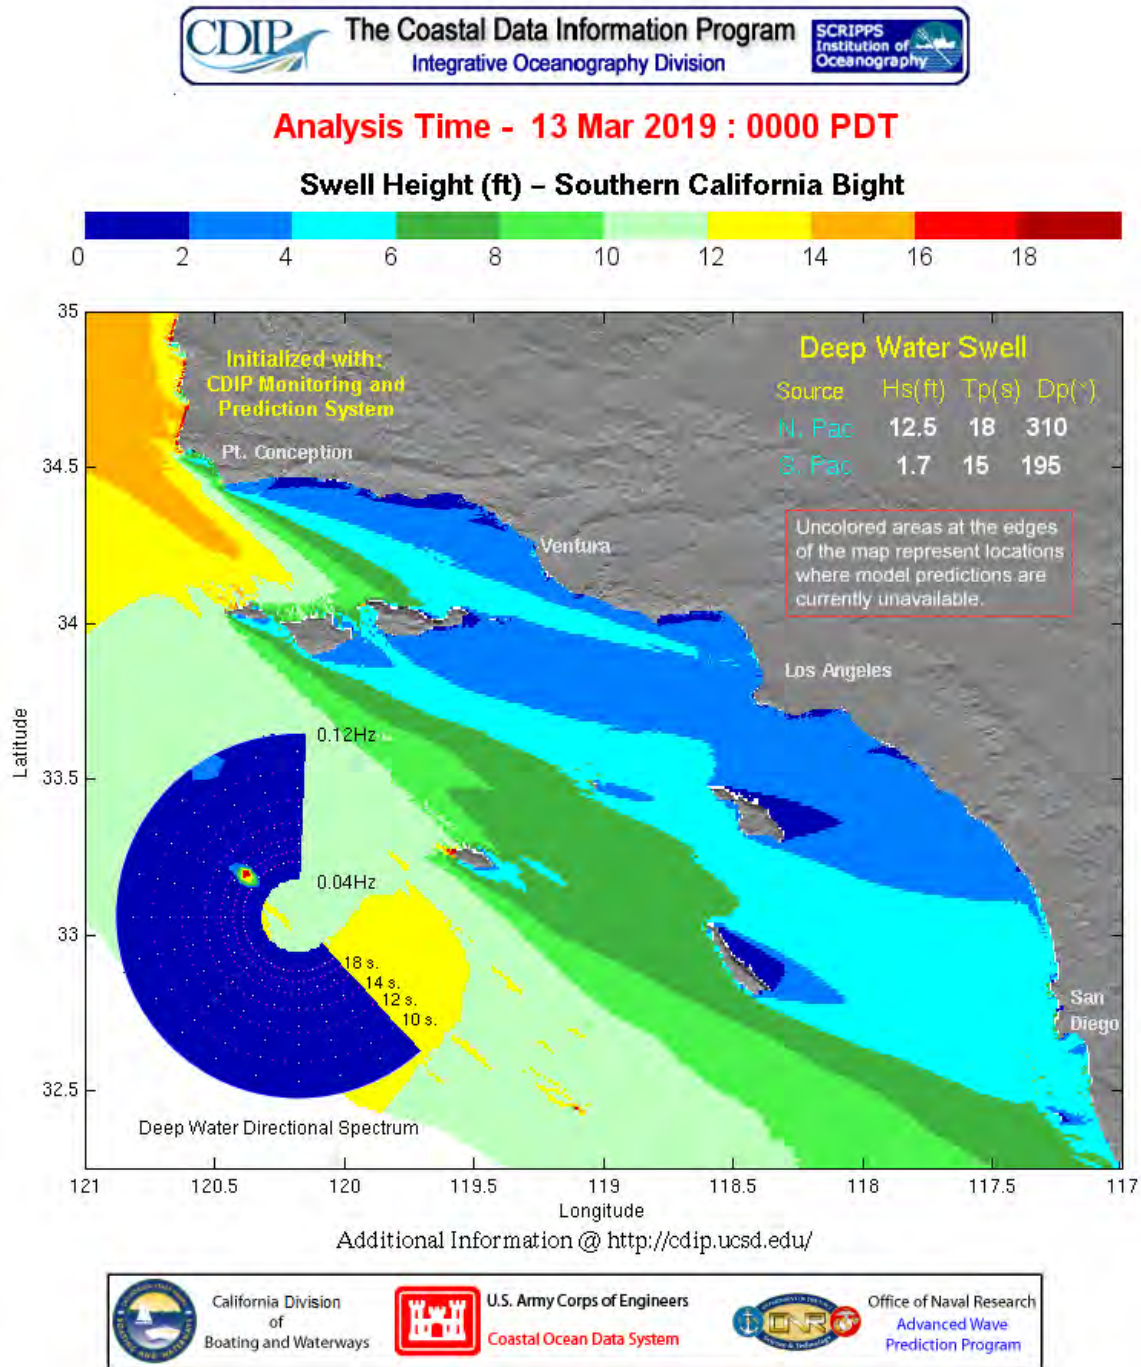 CDIP
The Coastal Data Information Program
Integrative Oceanography Division
SCRIPPS
Institution of
Oceanography
Analysis Time - 13 Mar 2019 : 0000 PDT
Swell Height (ft) – Southern California Bight
0 2 4 6 8 10 12 14 16 18
35
34.5
34
33.5
33
32.5
Latitude
Initialized with:
CDIP Monitoring and
Prediction System
Pt. Conception
Deep Water Swell
Source Hs(ft) Tp(s) Dp(°)
N. Pac 12.5 18 310
S. Pac 1.7 15 195
Uncolored areas at the edges
of the map represent locations
where model predictions are
currently unavailable.
Ventura
Los Angeles
San
Diego
0.12Hz
0.04Hz
18 s.
14 s.
12 s.
10 s.
Deep Water Directional Spectrum
121 120.5 120 119.5 119 118.5 118 117.5 117
Longitude
Additional Information @ http://cdip.ucsd.edu/
California Division
of
Boating and Waterways
U.S. Army Corps of Engineers
Coastal Ocean Data System
ONR
Office of Naval Research
Advanced Wave
Prediction Program